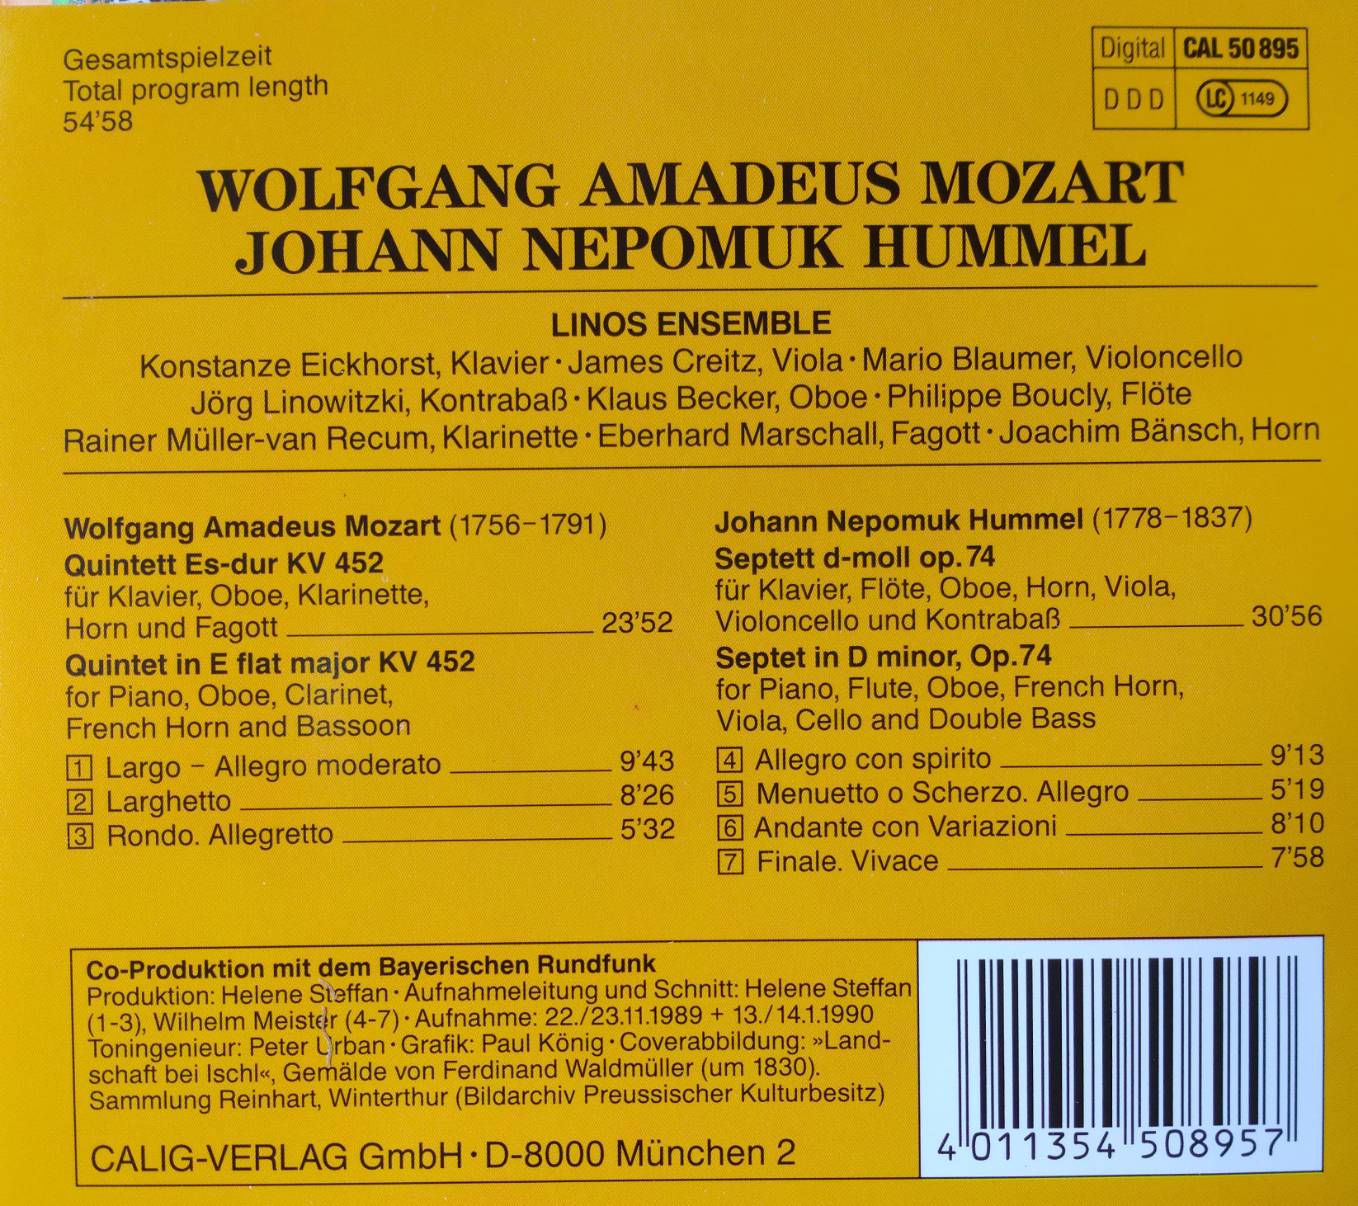 Gesamtspielzeit
Total program length
54'58
Digital CAL 50 895
D D D LC 1149
WOLFGANG AMADEUS MOZART
JOHANN NEPOMUK HUMMEL
LINOS ENSEMBLE
Konstanze Eickhorst, Klavier · James Creitz, Viola · Mario Blaumer, Violoncello
Jörg Linowitzki, Kontrabaß · Klaus Becker, Oboe · Philippe Boucly, Flöte
Rainer Müller-van Recum, Klarinette · Eberhard Marschall, Fagott · Joachim Bänsch, Horn
Wolfgang Amadeus Mozart (1756–1791)
Quintett Es-dur KV 452
für Klavier, Oboe, Klarinette,
Horn und Fagott 23'52
Quintet in E flat major KV 452
for Piano, Oboe, Clarinet,
French Horn and Bassoon
1 Largo – Allegro moderato 9'43
2 Larghetto 8'26
3 Rondo. Allegretto 5'32
Johann Nepomuk Hummel (1778–1837)
Septett d-moll op. 74
für Klavier, Flöte, Oboe, Horn, Viola,
Violoncello und Kontrabaß 30'56
Septet in D minor, Op. 74
for Piano, Flute, Oboe, French Horn,
Viola, Cello and Double Bass
4 Allegro con spirito 9'13
5 Menuetto o Scherzo. Allegro 5'19
6 Andante con Variazioni 8'10
7 Finale. Vivace 7'58
Co-Produktion mit dem Bayerischen Rundfunk
Produktion: Helene Steffan · Aufnahmeleitung und Schnitt: Helene Steffan
(1-3), Wilhelm Meister (4-7) · Aufnahme: 22./23.11.1989 + 13./14.1.1990
Toningenieur: Peter Urban · Grafik: Paul König · Coverabbildung: »Land-
schaft bei Ischl«, Gemälde von Ferdinand Waldmüller (um 1830).
Sammlung Reinhart, Winterthur (Bildarchiv Preussischer Kulturbesitz)
CALIG-VERLAG GmbH · D-8000 München 2
4 011354 508957